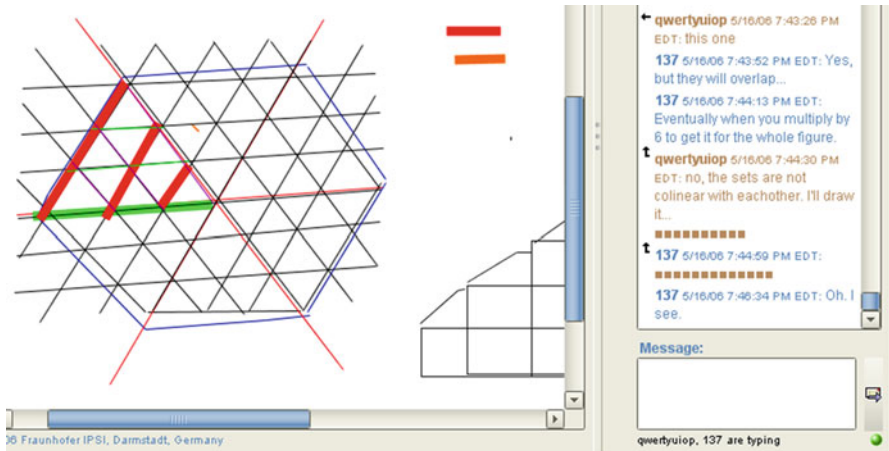 qwertyuiop 5/16/06 7:43:26 PM
EDT: this one
137 5/16/06 7:43:52 PM EDT: Yes,
but they will overlap...
137 5/16/06 7:44:13 PM EDT:
Eventually when you multiply by
6 to get it for the whole figure.
qwertyuiop 5/16/06 7:44:30 PM
EDT: no, the sets are not
colinear with eachother. I'll draw
it...
137 5/16/06 7:44:59 PM EDT:
137 5/16/06 7:46:34 PM EDT: Oh. I
see.
Message:
06 Fraunhofer IPSI, Darmstadt, Germany
qwertyuiop, 137 are typing